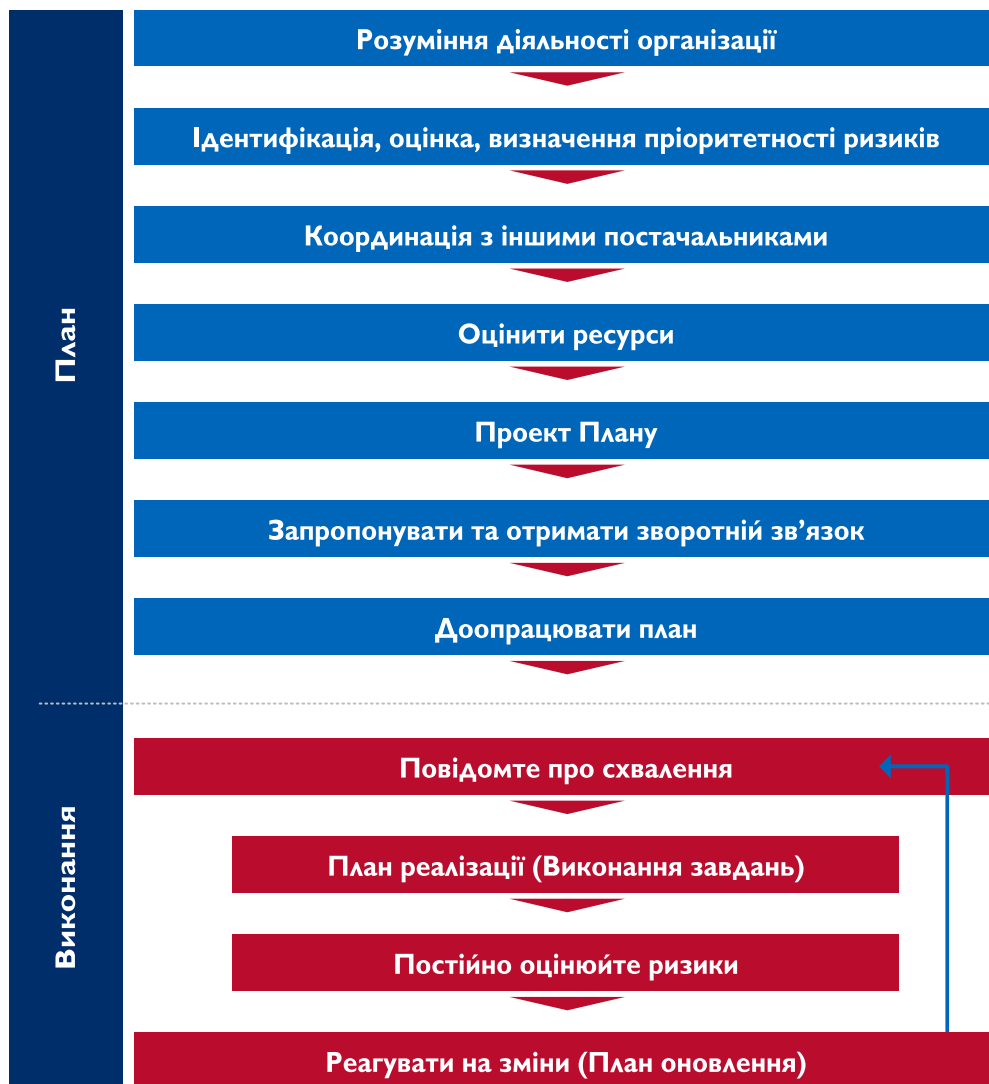 План
Розуміння діяльності організації
Ідентифікація, оцінка, визначення пріоритетності ризиків
Координація з іншими постачальниками
Оцінити ресурси
Проект Плану
Запропонувати та отримати зворотній зв’язок
Доопрацювати план
Виконання
Повідомте про схвалення
План реалізації (Виконання завдань)
Постійно оцінюйте ризики
Реагувати на зміни (План оновлення)